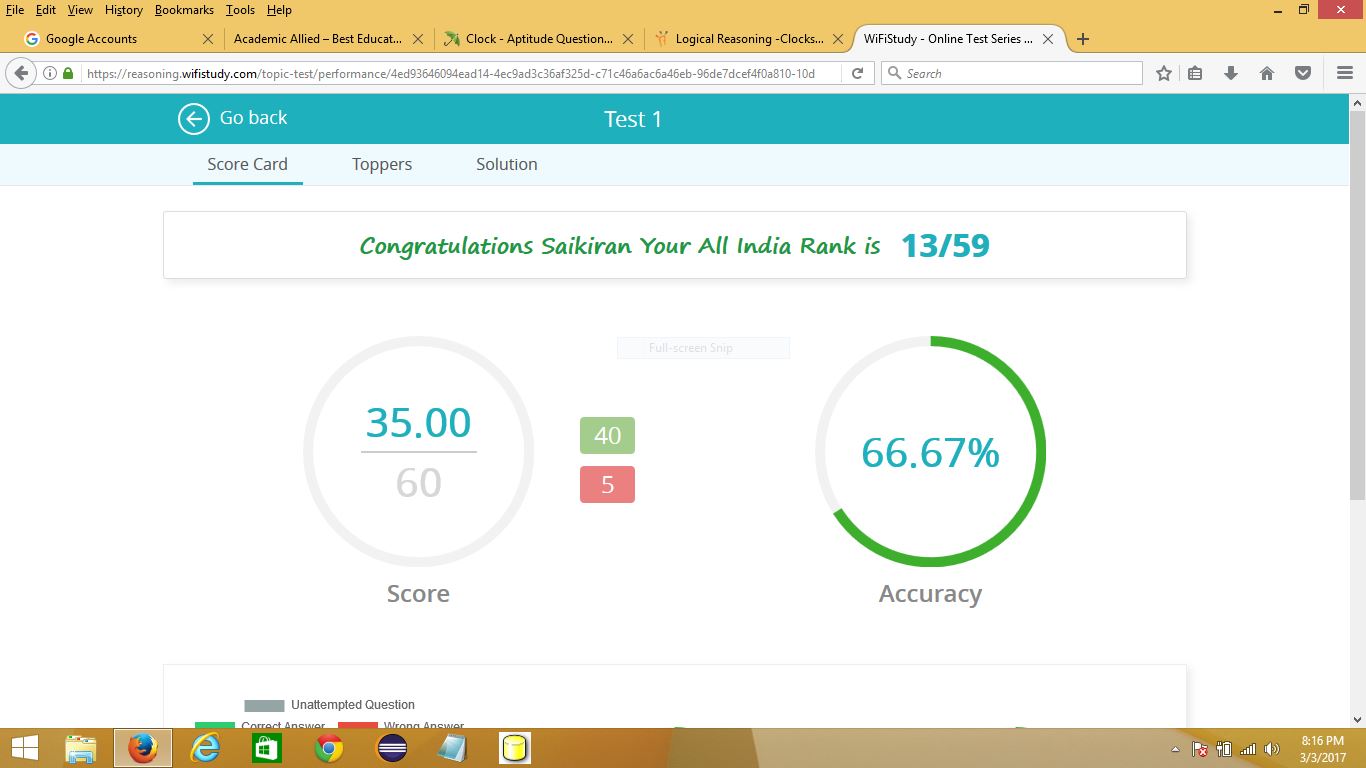 File Edit View History Bookmarks Tools Help
Google Accounts
Academic Allied – Best Educat...
Clock - Aptitude Question...
Logical Reasoning -Clocks...
WiFiStudy - Online Test Series ...
https://reasoning.wifistudy.com/topic-test/performance/4ed93646094ead14-4ec9ad3c36af325d-c71c46a6ac6a46eb-96de7dcef4f0a810-10d
Search
Go back
Test 1
Score Card Toppers Solution
Congratulations Saikiran Your All India Rank is 13/59
Full-screen Snip
35.00
60
40
5
66.67%
Score
Accuracy
Unattempted Question
Correct Answer Wrong Answer
8:16 PM
3/3/2017